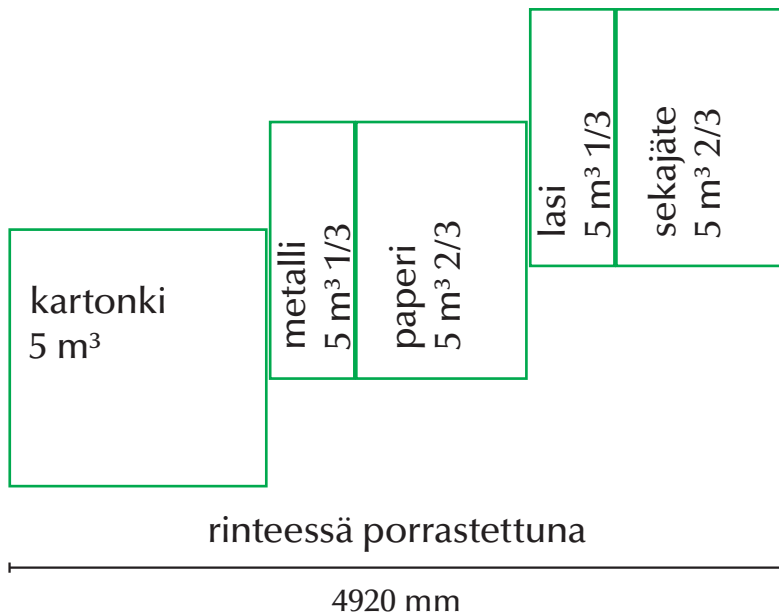 kartonki
5 m³
metalli
5 m³ 1/3
paperi
5 m³ 2/3
lasi
5 m³ 1/3
sekajäte
5 m³ 2/3
rinteessä porrastettuna
4920 mm